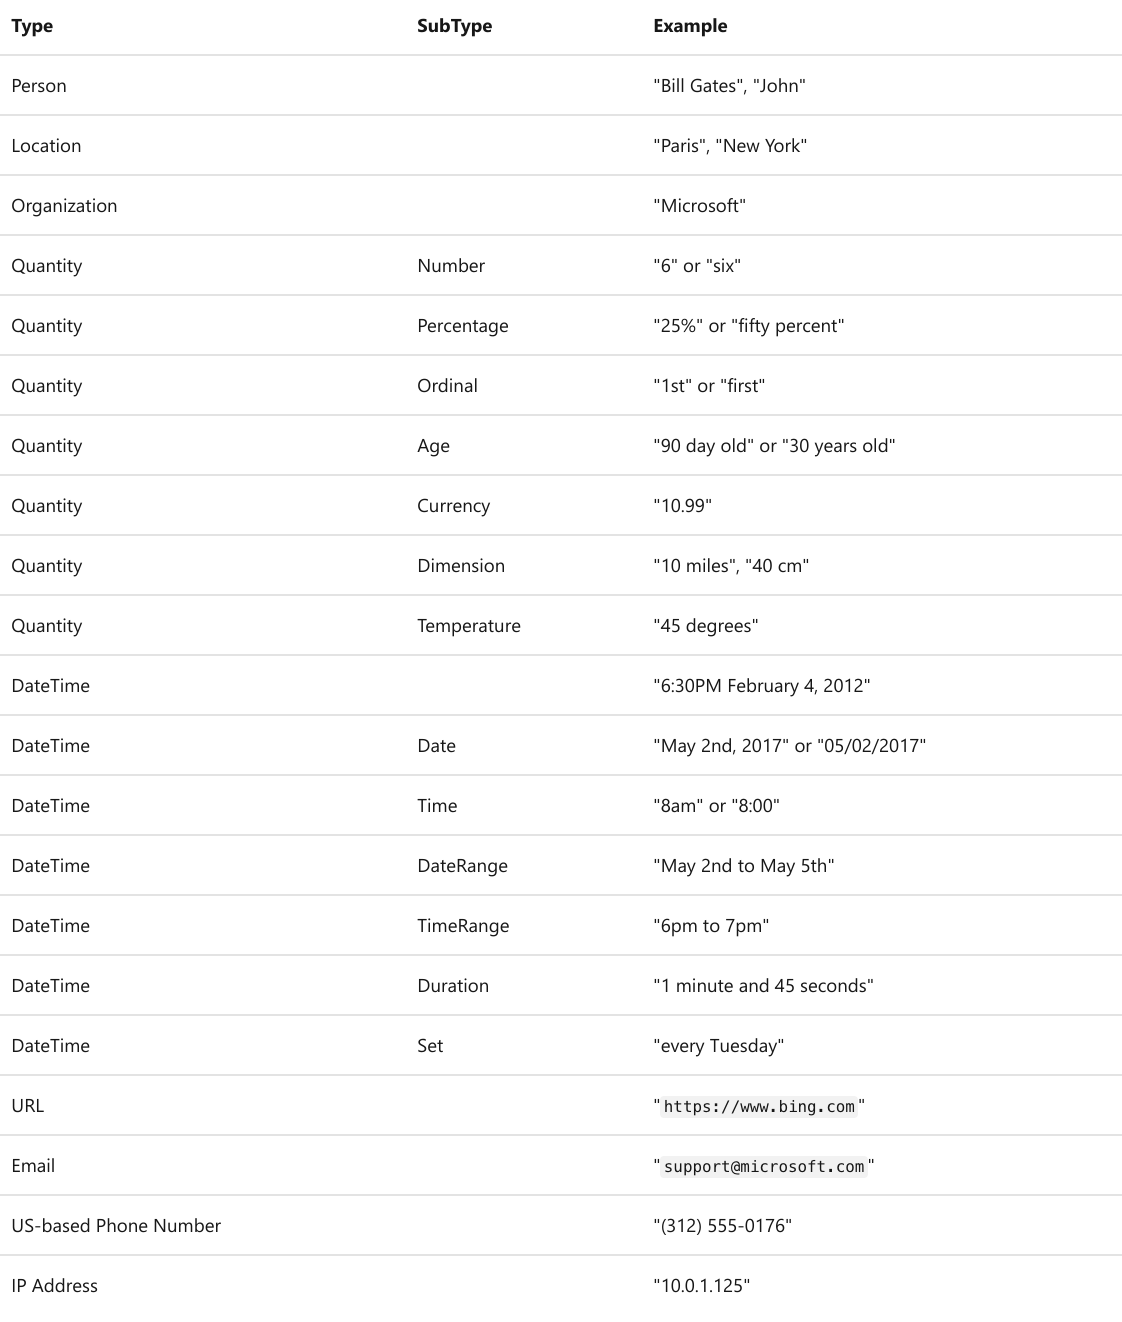 Type SubType Example
Person "Bill Gates", "John"
Location "Paris", "New York"
Organization "Microsoft"
Quantity Number "6" or "six"
Quantity Percentage "25%" or "fifty percent"
Quantity Ordinal "1st" or "first"
Quantity Age "90 day old" or "30 years old"
Quantity Currency "10.99"
Quantity Dimension "10 miles", "40 cm"
Quantity Temperature "45 degrees"
DateTime "6:30PM February 4, 2012"
DateTime Date "May 2nd, 2017" or "05/02/2017"
DateTime Time "8am" or "8:00"
DateTime DateRange "May 2nd to May 5th"
DateTime TimeRange "6pm to 7pm"
DateTime Duration "1 minute and 45 seconds"
DateTime Set "every Tuesday"
URL "https://www.bing.com"
Email "support@microsoft.com"
US-based Phone Number "(312) 555-0176"
IP Address "10.0.1.125"